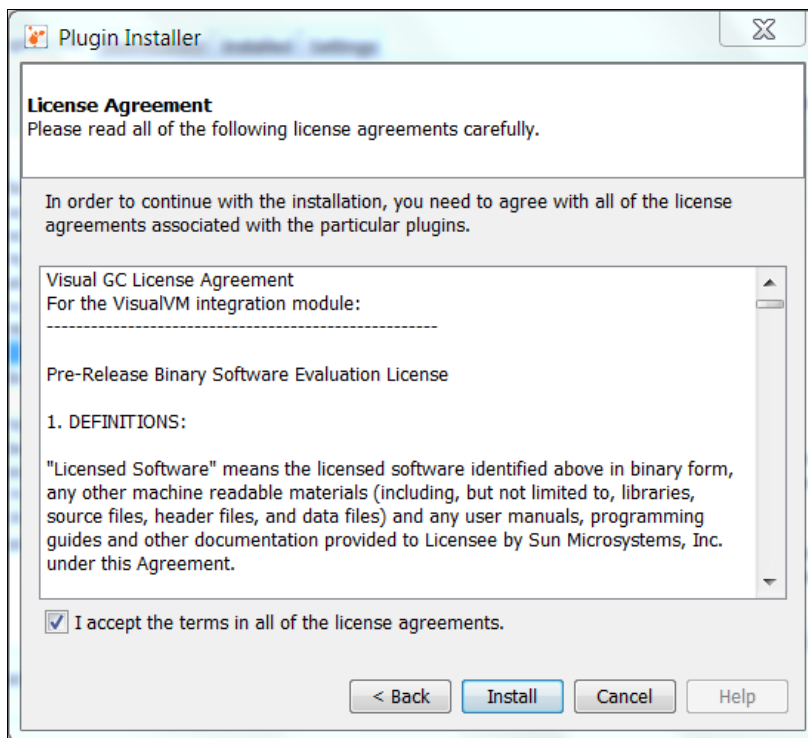 Plugin Installer
License Agreement
Please read all of the following license agreements carefully.
In order to continue with the installation, you need to agree with all of the license
agreements associated with the particular plugins.
Visual GC License Agreement
For the VisualVM integration module:
-----------------------------------------------------
Pre-Release Binary Software Evaluation License
1. DEFINITIONS:
"Licensed Software" means the licensed software identified above in binary form,
any other machine readable materials (including, but not limited to, libraries,
source files, header files, and data files) and any user manuals, programming
guides and other documentation provided to Licensee by Sun Microsystems, Inc.
under this Agreement.
I accept the terms in all of the license agreements.
< Back Install Cancel Help